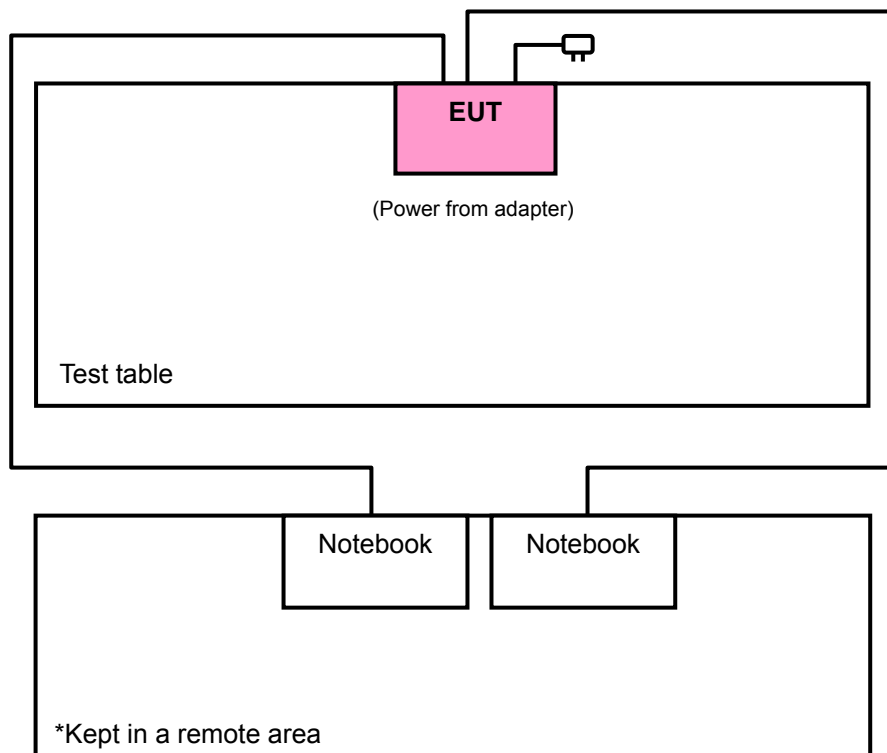 EUT
(Power from adapter)
Test table
Notebook
Notebook
*Kept in a remote area